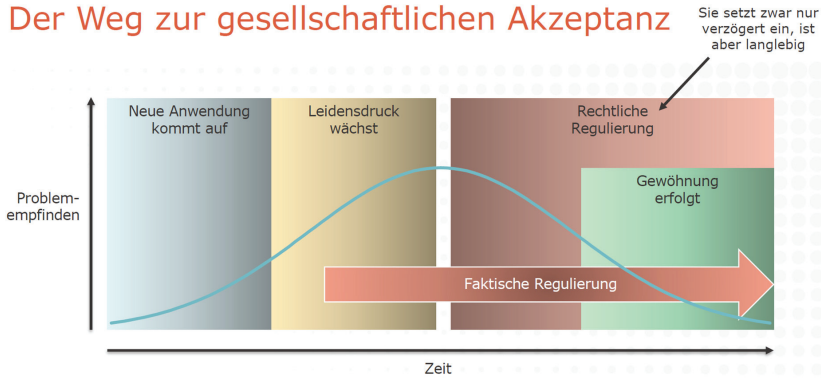 Der Weg zur gesellschaftlichen Akzeptanz
Sie setzt zwar nur
verzögert ein, ist
aber langlebig
Neue Anwendung
kommt auf
Leidensdruck
wächst
Rechtliche
Regulierung
Gewöhnung
erfolgt
Problem-
empfinden
Faktische Regulierung
Zeit